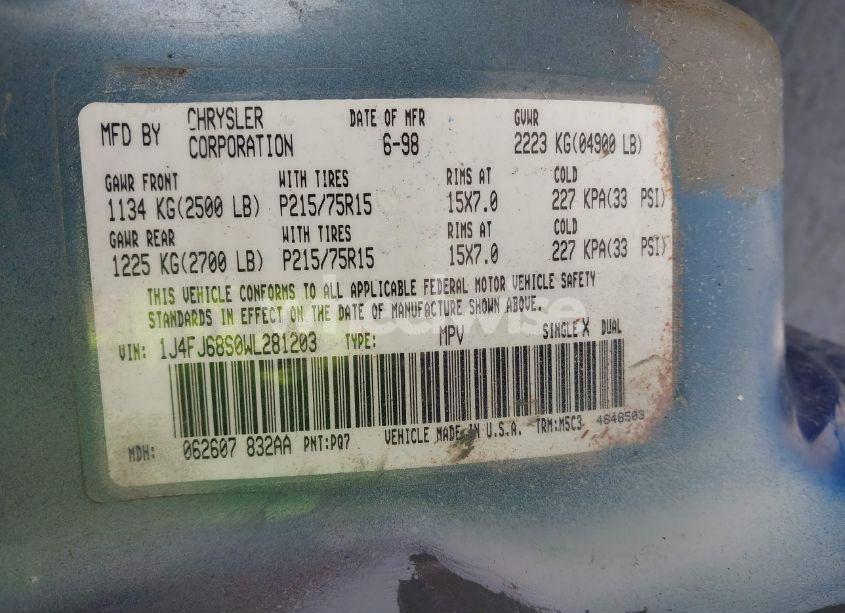 MFD BY CHRYSLER CORPORATION DATE OF MFR 6-98 GVWR 2223 KG(04900 LB)
GAWR FRONT WITH TIRES RIMS AT COLD
1134 KG(2500 LB) P215/75R15 15X7.0 227 KPA(33 PSI)
GAWR REAR WITH TIRES RIMS AT COLD
1225 KG(2700 LB) P215/75R15 15X7.0 227 KPA(33 PSI)
THIS VEHICLE CONFORMS TO ALL APPLICABLE FEDERAL MOTOR VEHICLE SAFETY
STANDARDS IN EFFECT ON THE DATE OF MANUFACTURE SHOWN ABOVE.
VIN: 1J4FJ68S0WL281203 TYPE: MPV SINGLE X DUAL
MDH: 062607 832AA PNT:PQ7 VEHICLE MADE IN U.S.A. TRM:M5C3 4648503